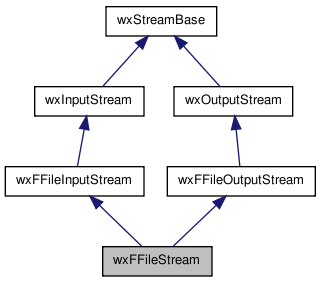 wxStreamBase
wxInputStream
wxOutputStream
wxFFileInputStream
wxFFileOutputStream
wxFFileStream